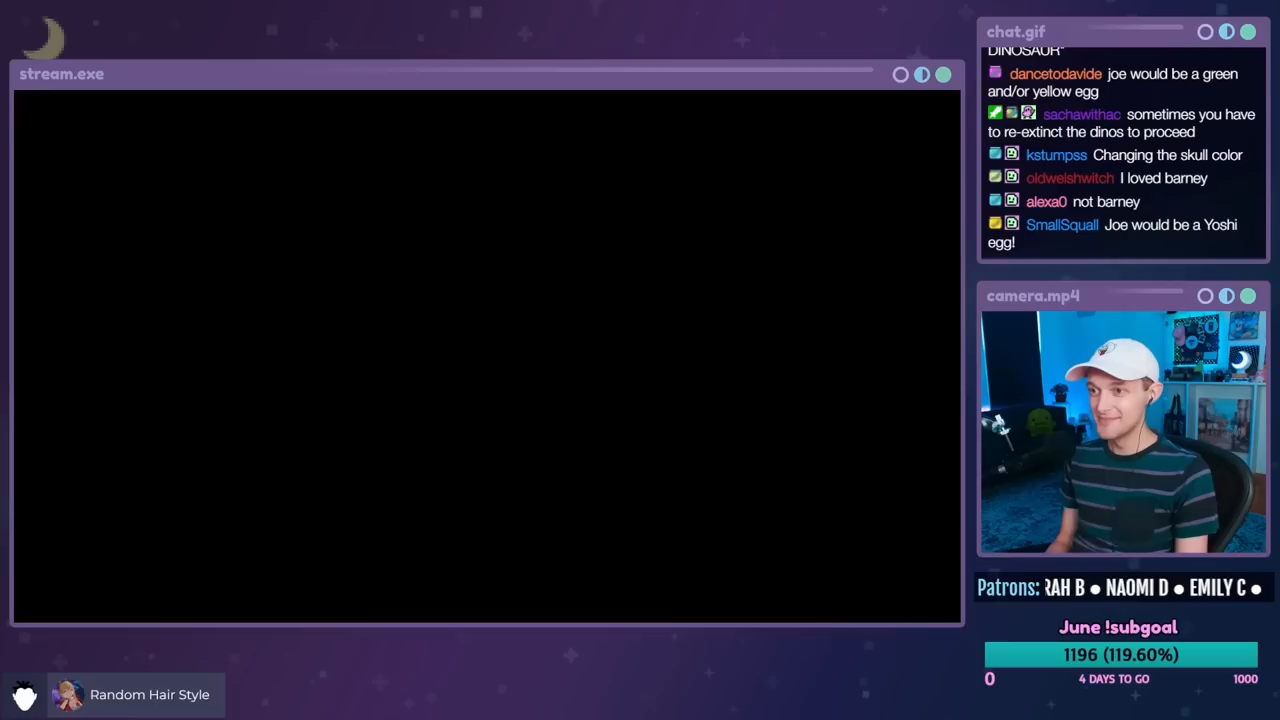 stream.exe
chat.gif
DINOSAUR"
dancetodavide joe would be a green
and/or yellow egg
sachawithac sometimes you have
to re-extinct the dinos to proceed
kstumpss Changing the skull color
oldwelshwitch I loved barney
alexa0 not barney
SmallSquall Joe would be a Yoshi
egg!
camera.mp4
Patrons: RAH B ● NAOMI D ● EMILY C ●
June !subgoal
1196 (119.60%)
0 4 DAYS TO GO 1000
Random Hair Style